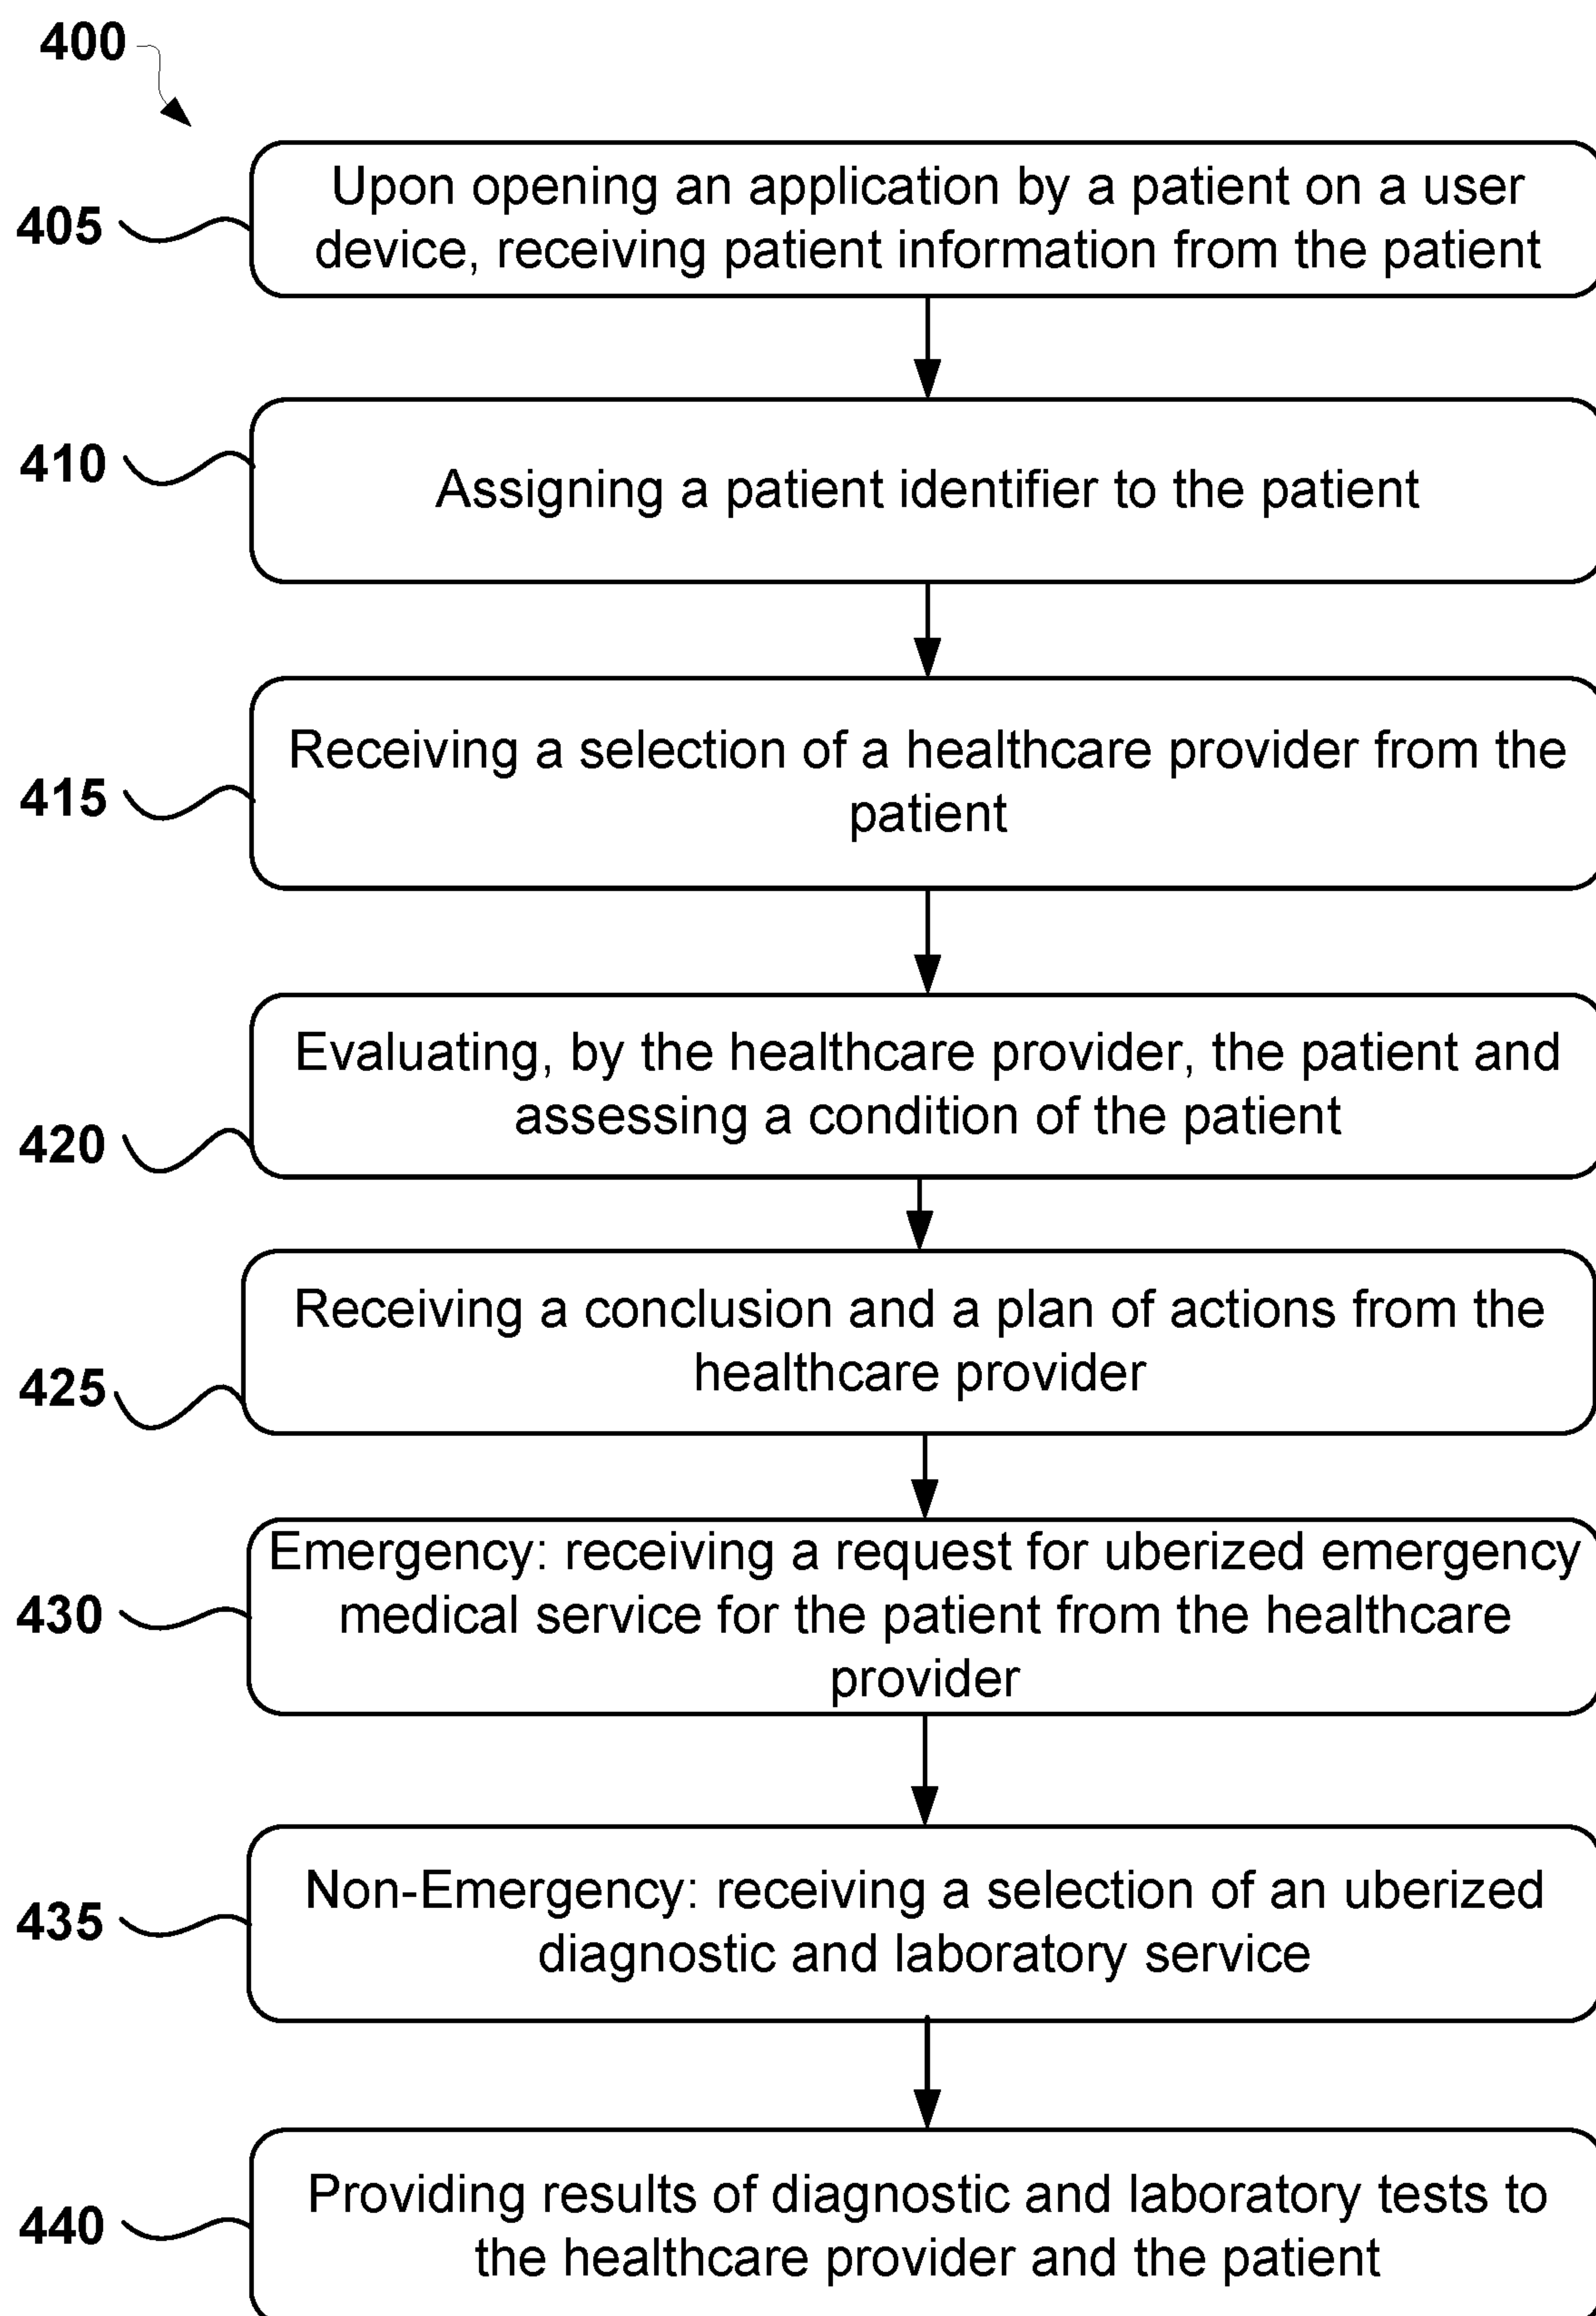 400
Upon opening an application by a patient on a user
device, receiving patient information from the patient
405
Assigning a patient identifier to the patient
410
Receiving a selection of a healthcare provider from the
patient
415
Evaluating, by the healthcare provider, the patient and
assessing a condition of the patient
420
Receiving a conclusion and a plan of actions from the
healthcare provider
425
Emergency: receiving a request for uberized emergency
medical service for the patient from the healthcare
provider
430
Non-Emergency: receiving a selection of an uberized
diagnostic and laboratory service
435
Providing results of diagnostic and laboratory tests to
the healthcare provider and the patient
440